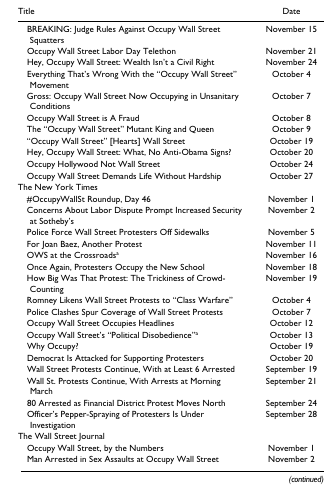 Title Date
BREAKING: Judge Rules Against Occupy Wall Street November 15
Squatters
Occupy Wall Street Labor Day Telethon November 21
Hey, Occupy Wall Street: Wealth Isn't a Civil Right November 24
Everything That's Wrong With the "Occupy Wall Street" October 4
Movement
Gross: Occupy Wall Street Now Occupying in Unsanitary October 7
Conditions
Occupy Wall Street is A Fraud October 8
The "Occupy Wall Street" Mutant King and Queen October 9
"Occupy Wall Street" [Hearts] Wall Street October 19
Hey, Occupy Wall Street: What, No Anti-Obama Signs? October 20
Occupy Hollywood Not Wall Street October 24
Occupy Wall Street Demands Life Without Hardship October 27
The New York Times
#OccupyWallSt Roundup, Day 46 November 1
Concerns About Labor Dispute Prompt Increased Security November 2
at Sotheby's
Police Force Wall Street Protesters Off Sidewalks November 5
For Joan Baez, Another Protest November 11
OWS at the Crossroadsᵃ November 16
Once Again, Protesters Occupy the New School November 18
How Big Was That Protest: The Trickiness of Crowd- November 19
Counting
Romney Likens Wall Street Protests to "Class Warfare" October 4
Police Clashes Spur Coverage of Wall Street Protests October 7
Occupy Wall Street Occupies Headlines October 12
Occupy Wall Street's "Political Disobedience"ᵃ October 13
Why Occupy? October 19
Democrat Is Attacked for Supporting Protesters October 20
Wall Street Protests Continue, With at Least 6 Arrested September 19
Wall St. Protests Continue, With Arrests at Morning September 21
March
80 Arrested as Financial District Protest Moves North September 24
Officer's Pepper-Spraying of Protesters Is Under September 28
Investigation
The Wall Street Journal
Occupy Wall Street, by the Numbers November 1
Man Arrested in Sex Assaults at Occupy Wall Street November 2
(continued)